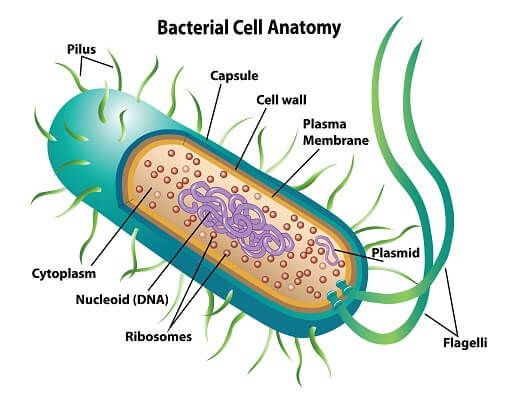 Bacterial Cell Anatomy
Pilus
Capsule
Cell wall
Plasma
Membrane
Plasmid
Cytoplasm
Nucleoid (DNA)
Ribosomes
Flagelli